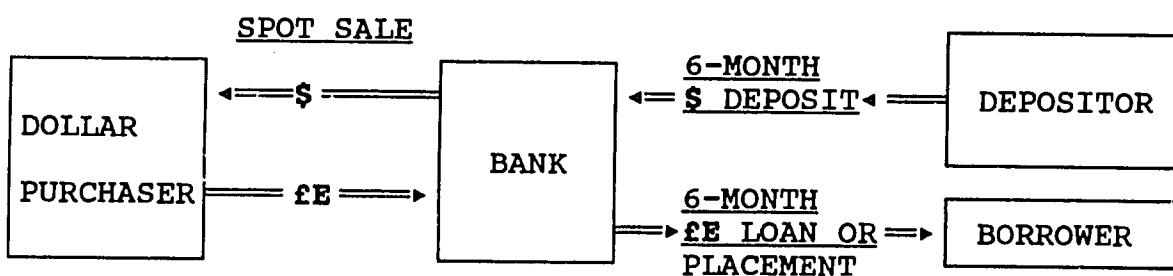 SPOT SALE
DOLLAR
PURCHASER
$
£E
BANK
6-MONTH
$ DEPOSIT
DEPOSITOR
6-MONTH
£E LOAN OR
PLACEMENT
BORROWER